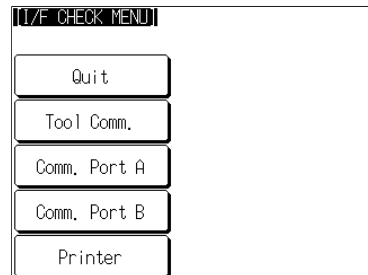 [I/F CHECK MENU]
Quit
Tool Comm.
Comm. Port A
Comm. Port B
Printer